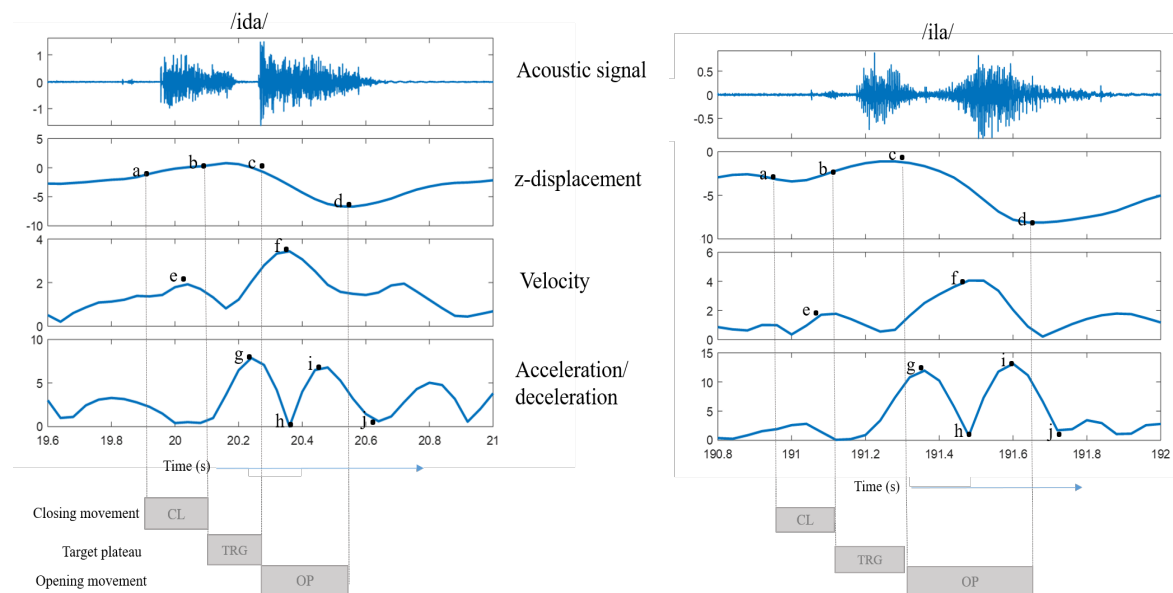 /ida/
1
0
-1
Acoustic signal
5
0
-5
-10
a
b
c
d
z-displacement
4
2
0
e
f
Velocity
10
5
0
g
h
i
j
Acceleration/
deceleration
19.6 19.8 20 20.2 20.4 20.6 20.8 21
Time (s)
Closing movement CL
Target plateau TRG
Opening movement OP
/ila/
0.5
0
-0.5
0
-5
10
a
b
c
d
6
4
2
0
e
f
15
10
5
0
g
h
i
j
190.8 191 191.2 191.4 191.6 191.8 192
Time (s)
CL
TRG
OP